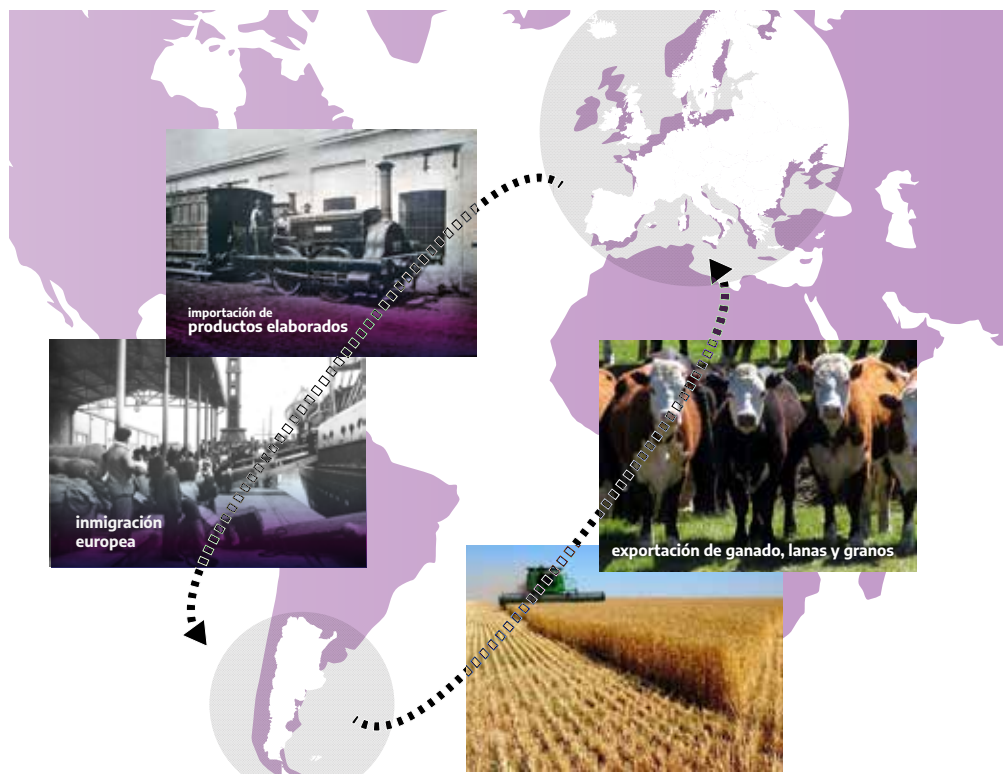 importación de
productos elaborados
inmigración
europea
exportación de ganado, lanas y granos